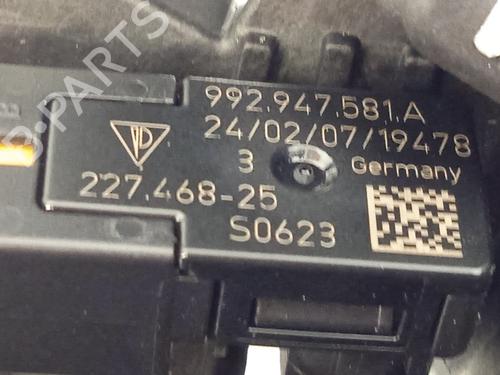 992.947.581.A
24/02/07/19478
3 Germany
227.468-25
S0623
D-PARTS